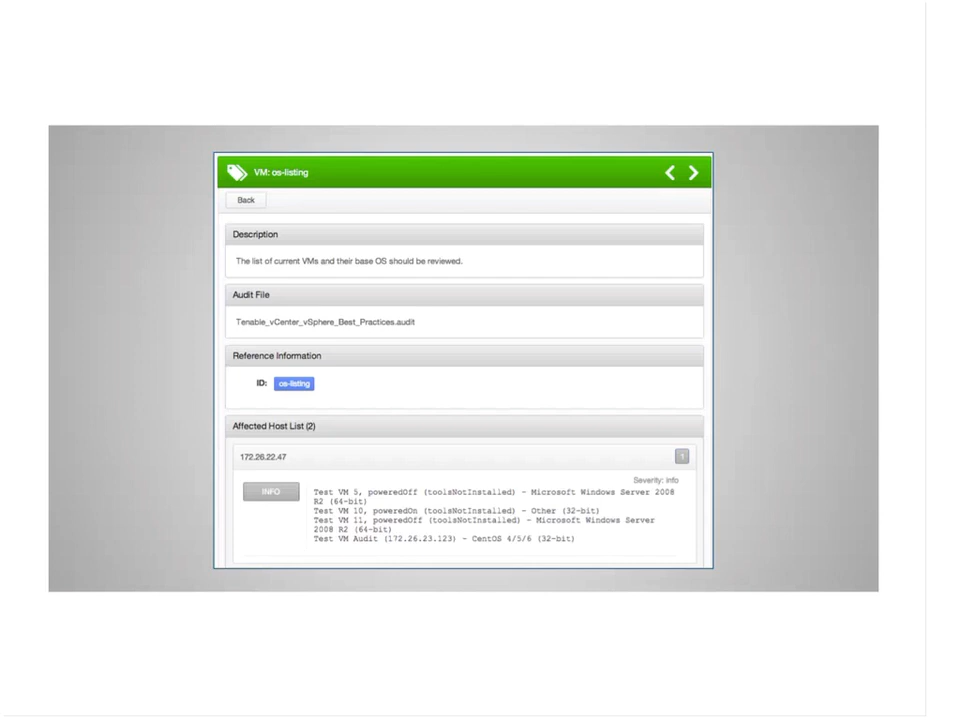 VM: os-listing
Back
Description
The list of current VMs and their base OS should be reviewed.
Audit File
Tenable_vCenter_vSphere_Best_Practices.audit
Reference Information
ID: os-listing
Affected Host List (2)
172.26.22.47 1
Severity: info
INFO
Test VM 5, poweredOff (toolsNotInstalled) - Microsoft Windows Server 2008
R2 (64-bit)
Test VM 10, poweredOn (toolsNotInstalled) - Other (32-bit)
Test VM 11, poweredOff (toolsNotInstalled) - Microsoft Windows Server
2008 R2 (64-bit)
Test VM Audit (172.26.23.123) - CentOS 4/5/6 (32-bit)